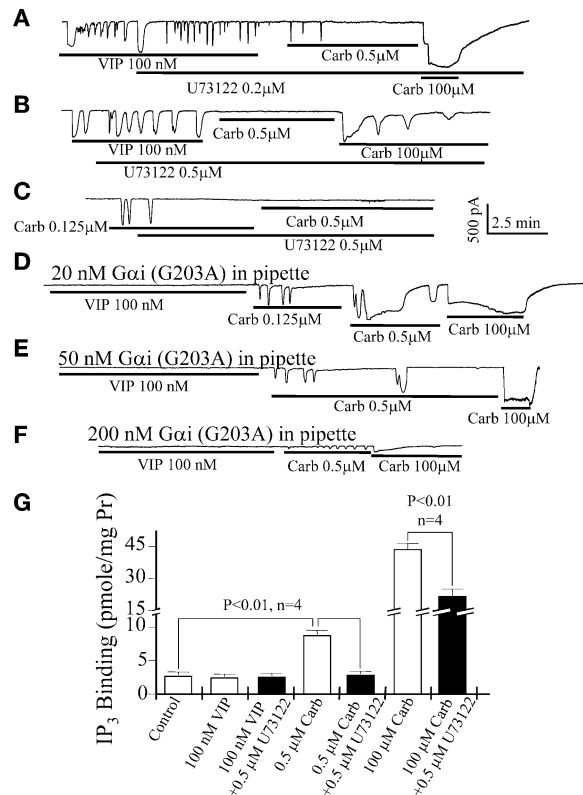 A
VIP 100 nM
Carb 0.5μM
U73122 0.2μM
Carb 100μM
B
VIP 100 nM
Carb 0.5μM
Carb 100μM
U73122 0.5μM
C
Carb 0.125μM
Carb 0.5μM
U73122 0.5μM
500 pA
2.5 min
D
20 nM Gαi (G203A) in pipette
VIP 100 nM
Carb 0.125μM
Carb 0.5μM
Carb 100μM
E
50 nM Gαi (G203A) in pipette
VIP 100 nM
Carb 0.5μM
Carb 100μM
F
200 nM Gαi (G203A) in pipette
VIP 100 nM
Carb 0.5μM
Carb 100μM
G
IP3 Binding (pmole/mg Pr)
45
30
15
10
5
0
P<0.01, n=4
P<0.01
n=4
Control
100 nM VIP
100 nM VIP
+0.5 μM U73122
0.5 μM Carb
0.5 μM Carb
+0.5 μM U73122
100 μM Carb
100 μM Carb
+0.5 μM U73122